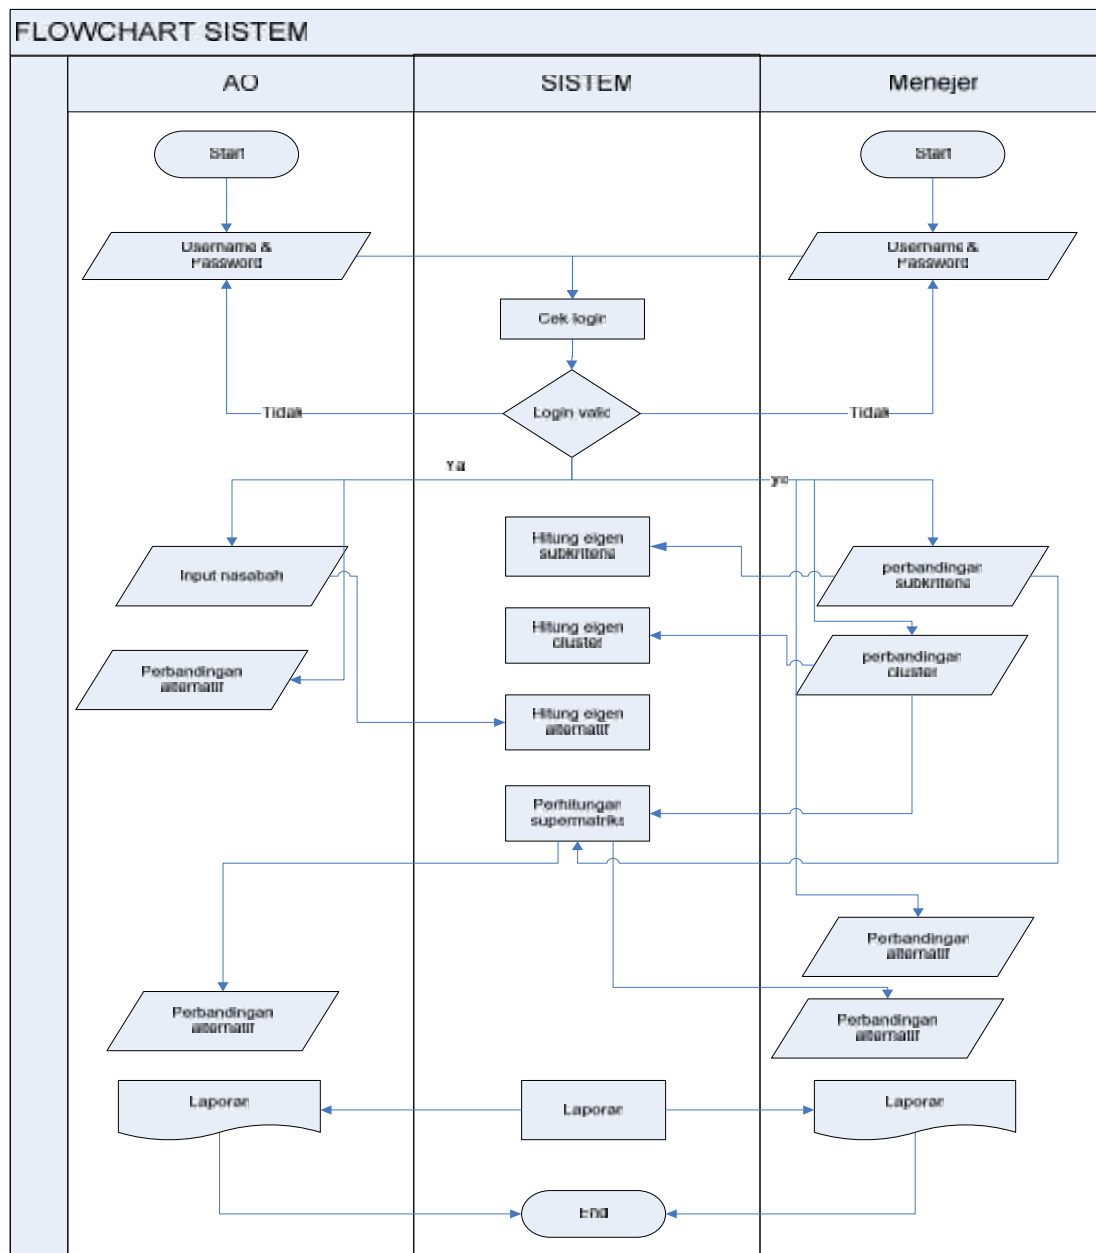 FLOWCHART SISTEM
AO
SISTEM
Menejer
Start
Start
Username &
Password
Username &
Password
Cek login
Login valid
Tidak
Tidak
Ya
ya
Input nasabah
Hitung eigen
subkriteria
perbandingan
subkriteria
Hitung eigen
cluster
perbandingan
cluster
Perbandingan
alternatif
Hitung eigen
alternatif
Perhitungan
supermatriks
Perbandingan
alternatif
Perbandingan
alternatif
Perbandingan
alternatif
Laporan
Laporan
Laporan
End